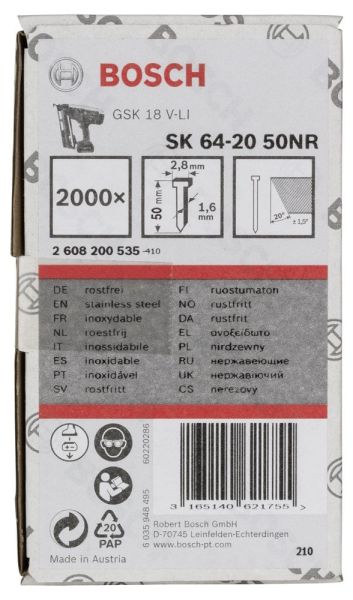 BOSCH
GSK 18 V-LI
SK 64-20 50NR
2000×
2,8 mm
50 mm
1,6 mm
20°
± 1,5°
2 608 200 535 -410
DE rostfrei
EN stainless steel
FR inoxydable
NL roestfrij
IT inossidabile
ES inoxidable
PT inoxidável
SV rostfritt
FI ruostumaton
NO rustfritt
DA rustfrit
EL ανοξείδωτο
PL nirdzewny
RU нержавеющие
UK нержавіючий
CS nerezovy
60220286
6 035 948 495
20
PAP
3 165140 621755 >
Robert Bosch GmbH
D-70745 Leinfelden-Echterdingen
www.bosch-pt.com
Made in Austria
210